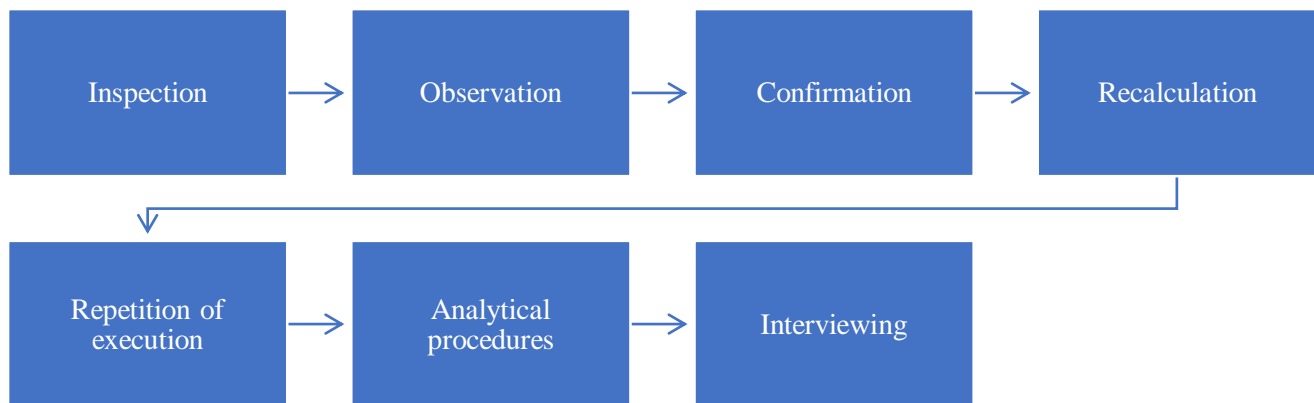 Inspection
Observation
Confirmation
Recalculation
Repetition of
execution
Analytical
procedures
Interviewing